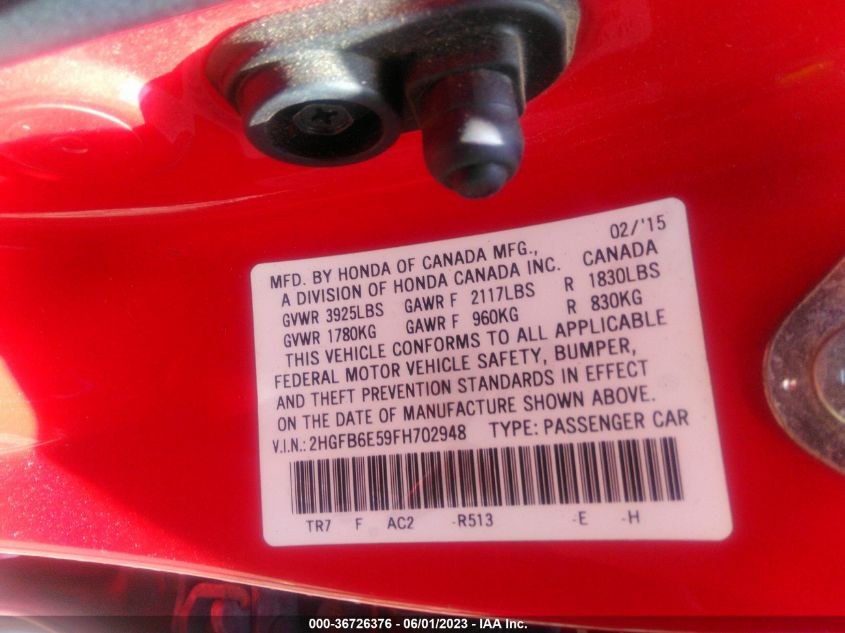 02/'15
MFD. BY HONDA OF CANADA MFG.,
A DIVISION OF HONDA CANADA INC. CANADA
GVWR 3925LBS GAWR F 2117LBS R 1830LBS
GVWR 1780KG GAWR F 960KG R 830KG
THIS VEHICLE CONFORMS TO ALL APPLICABLE
FEDERAL MOTOR VEHICLE SAFETY, BUMPER,
AND THEFT PREVENTION STANDARDS IN EFFECT
ON THE DATE OF MANUFACTURE SHOWN ABOVE.
V.I.N.: 2HGFB6E59FH702948 TYPE: PASSENGER CAR
TR7 F AC2 -R513 -E -H
000-36726376 - 06/01/2023 - IAA Inc.